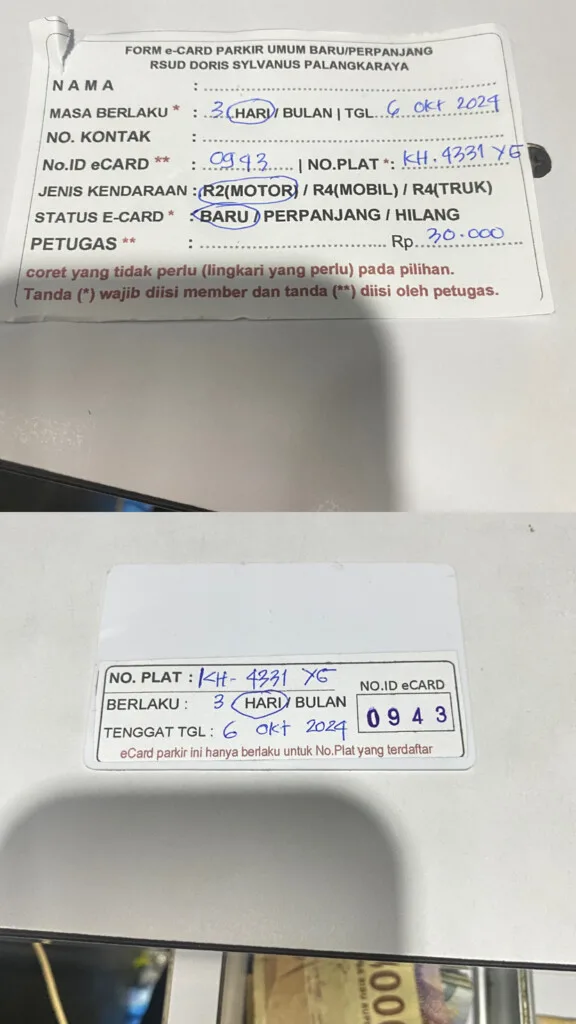 FORM e-CARD PARKIR UMUM BARU/PERPANJANG
RSUD DORIS SYLVANUS PALANGKARAYA
N A M A :
MASA BERLAKU * : 3 (HARI / BULAN | TGL. 6 Okt 2024
NO. KONTAK :
No.ID eCARD ** : 0943 | NO.PLAT *: KH. 4331 YG
JENIS KENDARAAN : R2(MOTOR) / R4(MOBIL) / R4(TRUK)
STATUS E-CARD * : BARU / PERPANJANG / HILANG
PETUGAS ** : Rp. 30.000
coret yang tidak perlu (lingkari yang perlu) pada pilihan.
Tanda (*) wajib diisi member dan tanda (**) diisi oleh petugas.
NO. PLAT : KH - 4331 YG
BERLAKU : 3 HARI / BULAN
TENGGAT TGL : 6 Okt 2024
NO.ID eCARD
0943
eCard parkir ini hanya berlaku untuk No.Plat yang terdaftar